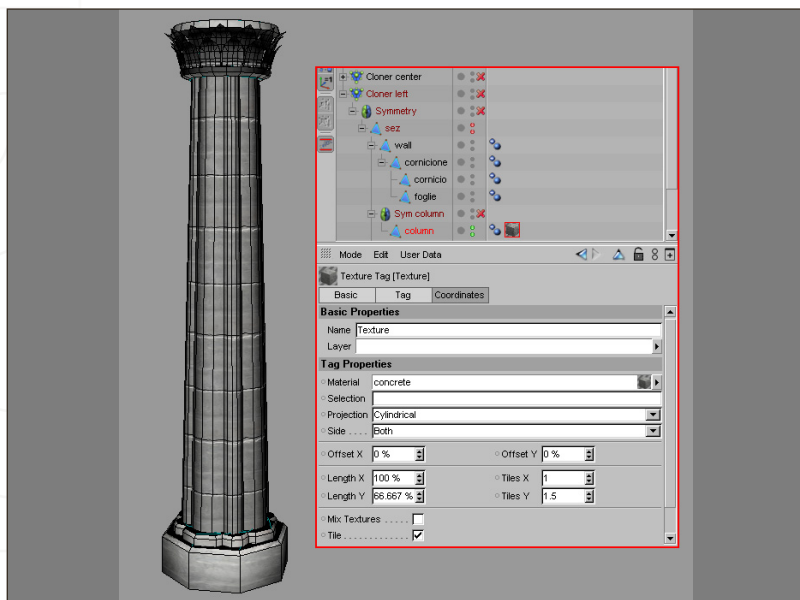 Cloner center
Cloner left
Symmetry
sez
wall
cornicione
cornicio
foglie
Sym column
column
Mode Edit User Data
Texture Tag [Texture]
Basic Tag Coordinates
Basic Properties
Name Texture
Layer
Tag Properties
Material concrete
Selection
Projection Cylindrical
Side . . . . Both
Offset X 0 % Offset Y 0 %
Length X 100 % Tiles X 1
Length Y 66.667 % Tiles Y 1.5
Mix Textures . . . . .
Tile . . . . . . . . . . . . .